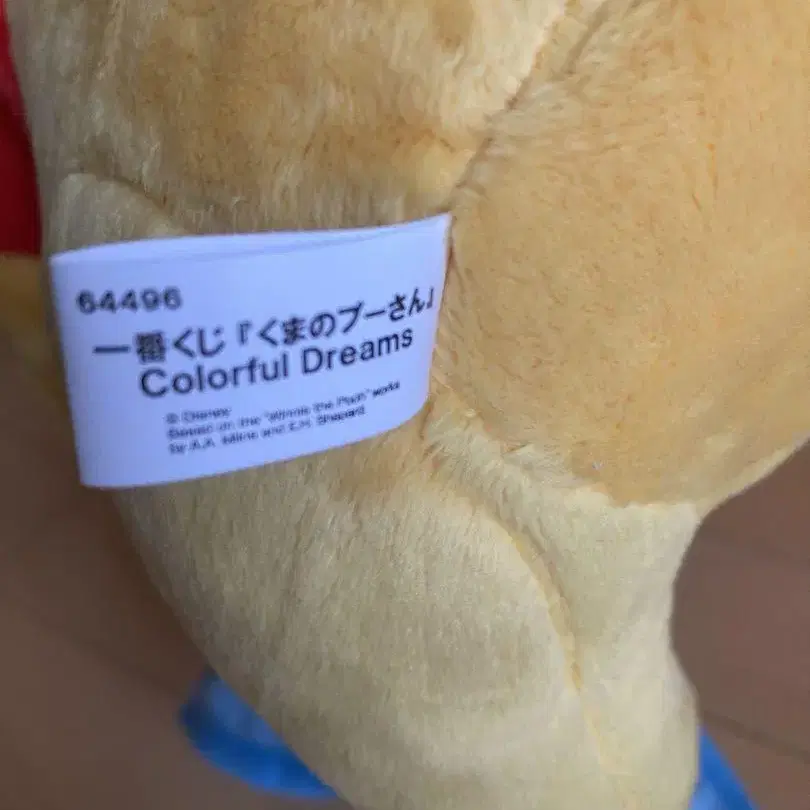 64496
一番くじ『くまのプーさん』
Colorful Dreams
© Disney
Based on the "Winnie the Pooh" works
by A.A. Milne and E.H. Shepard.